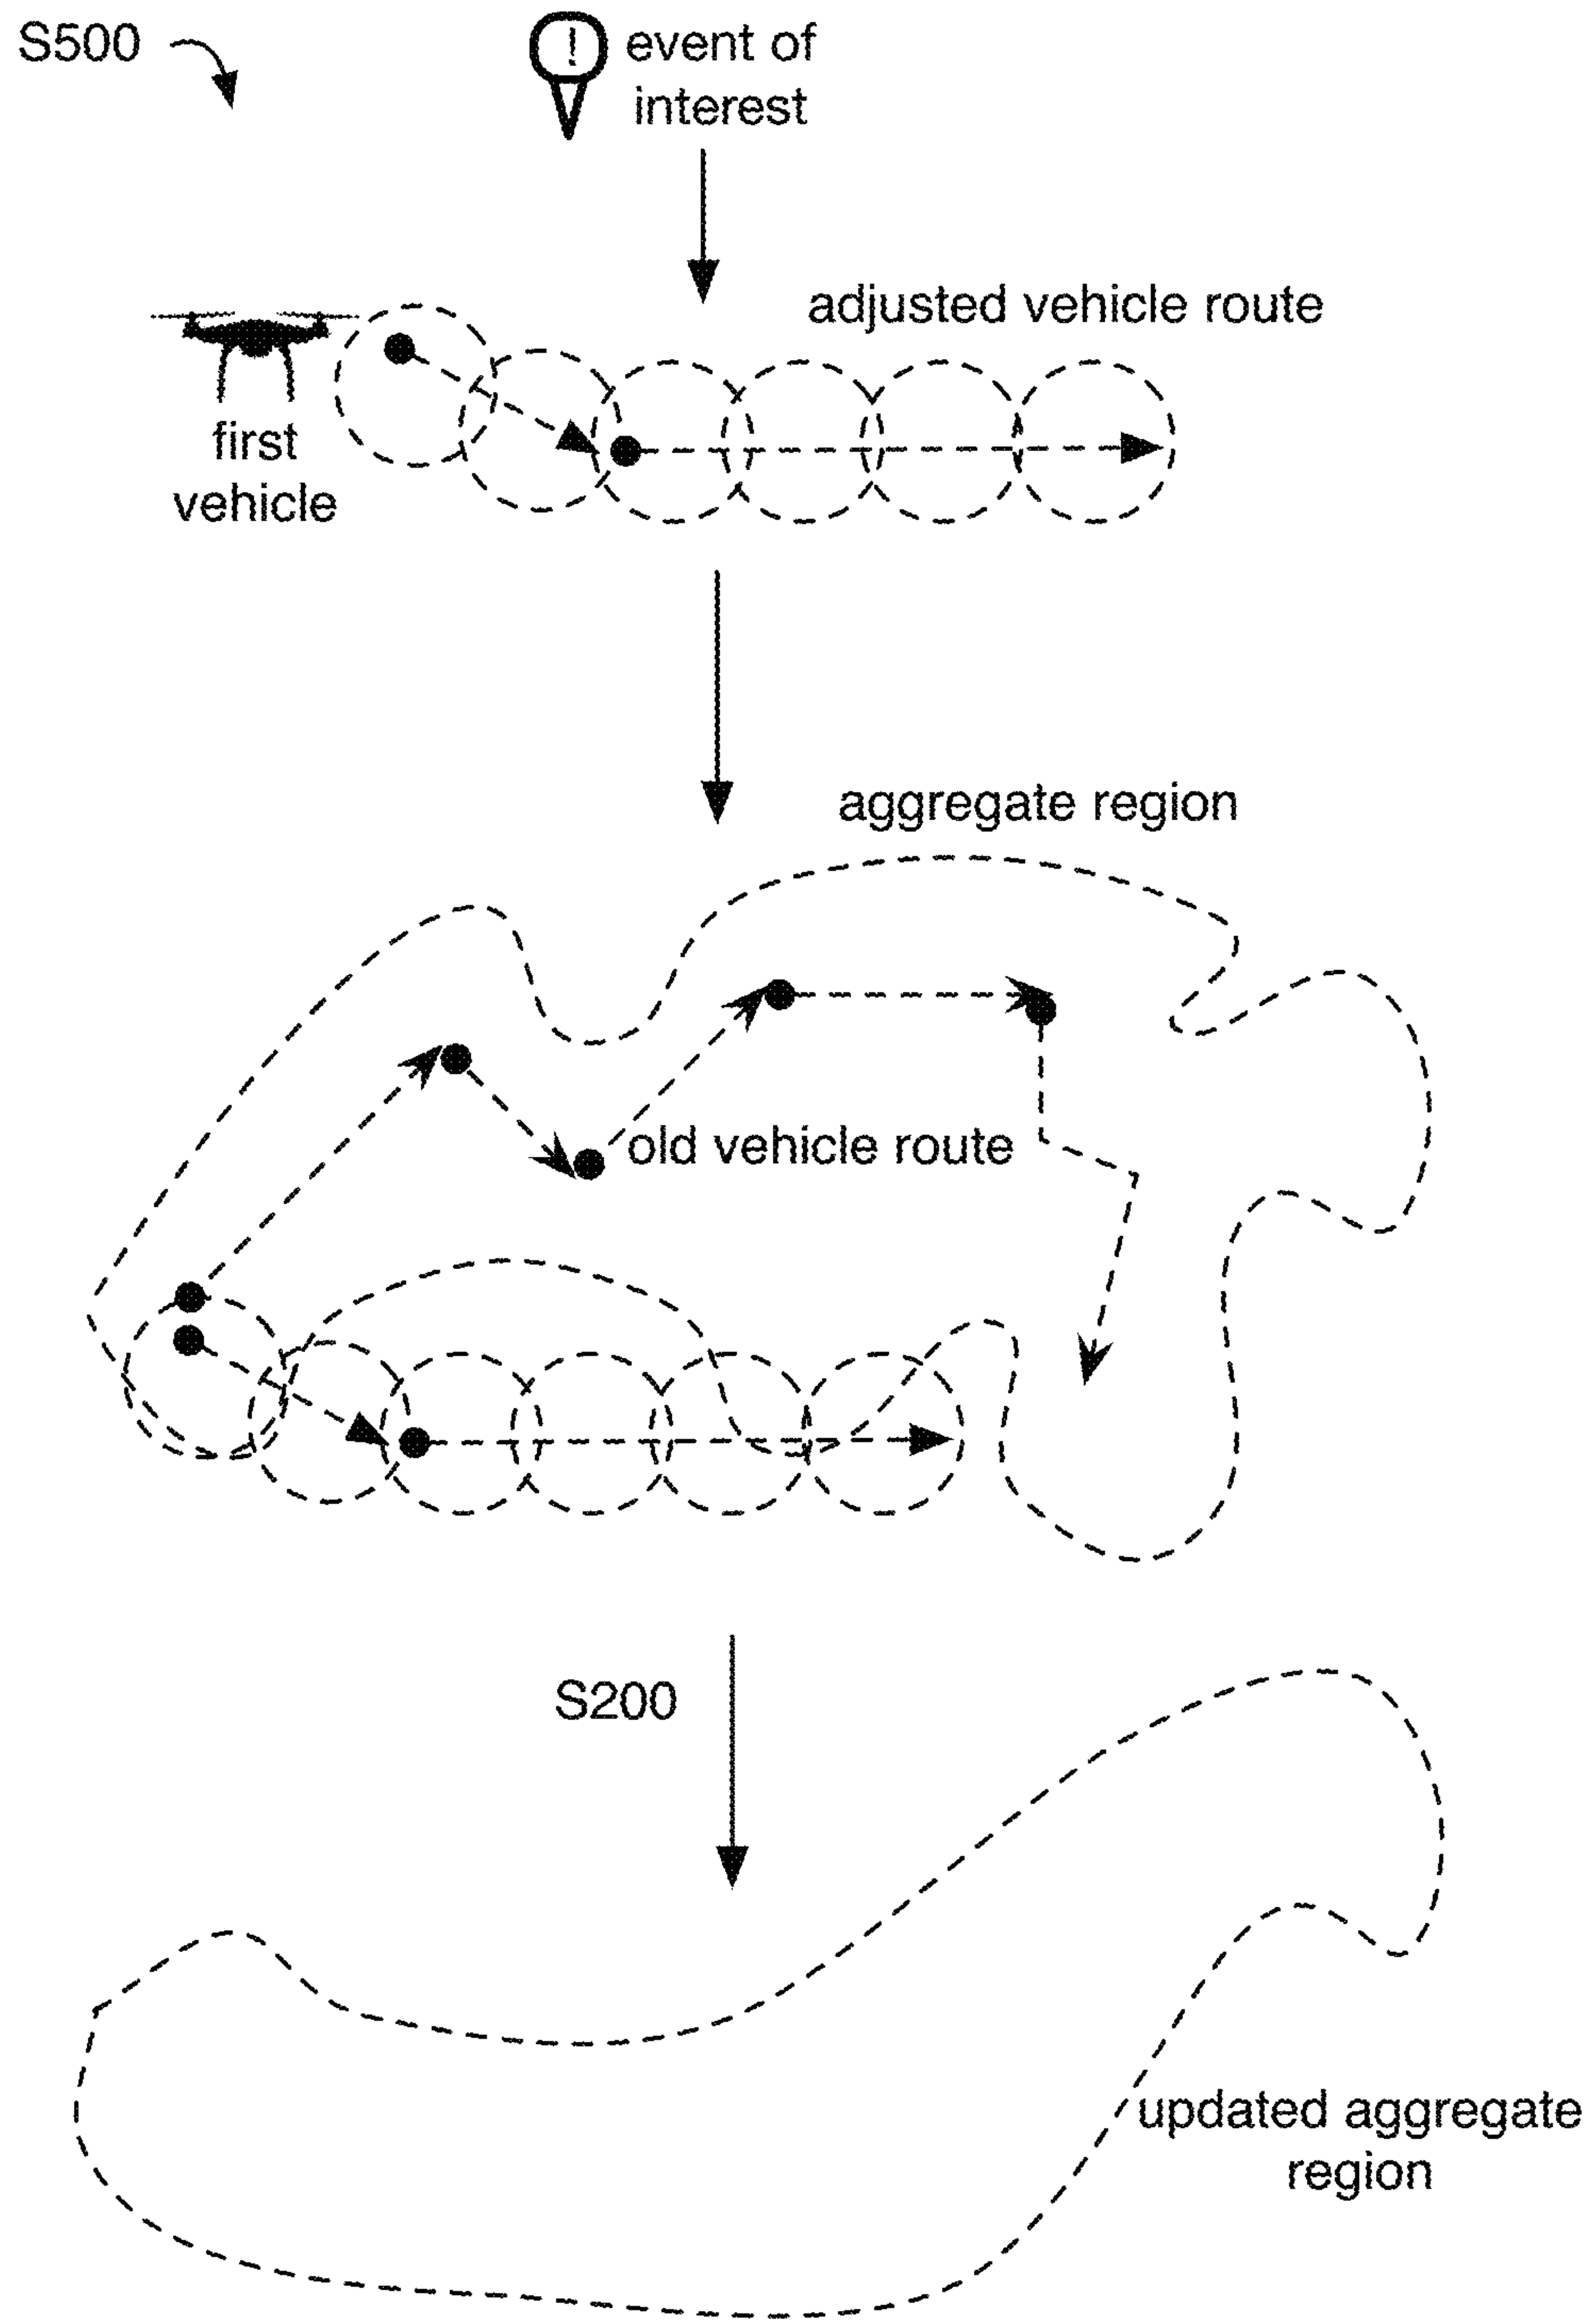 S500
!
event of
interest
adjusted vehicle route
first
vehicle
aggregate region
old vehicle route
S200
updated aggregate
region